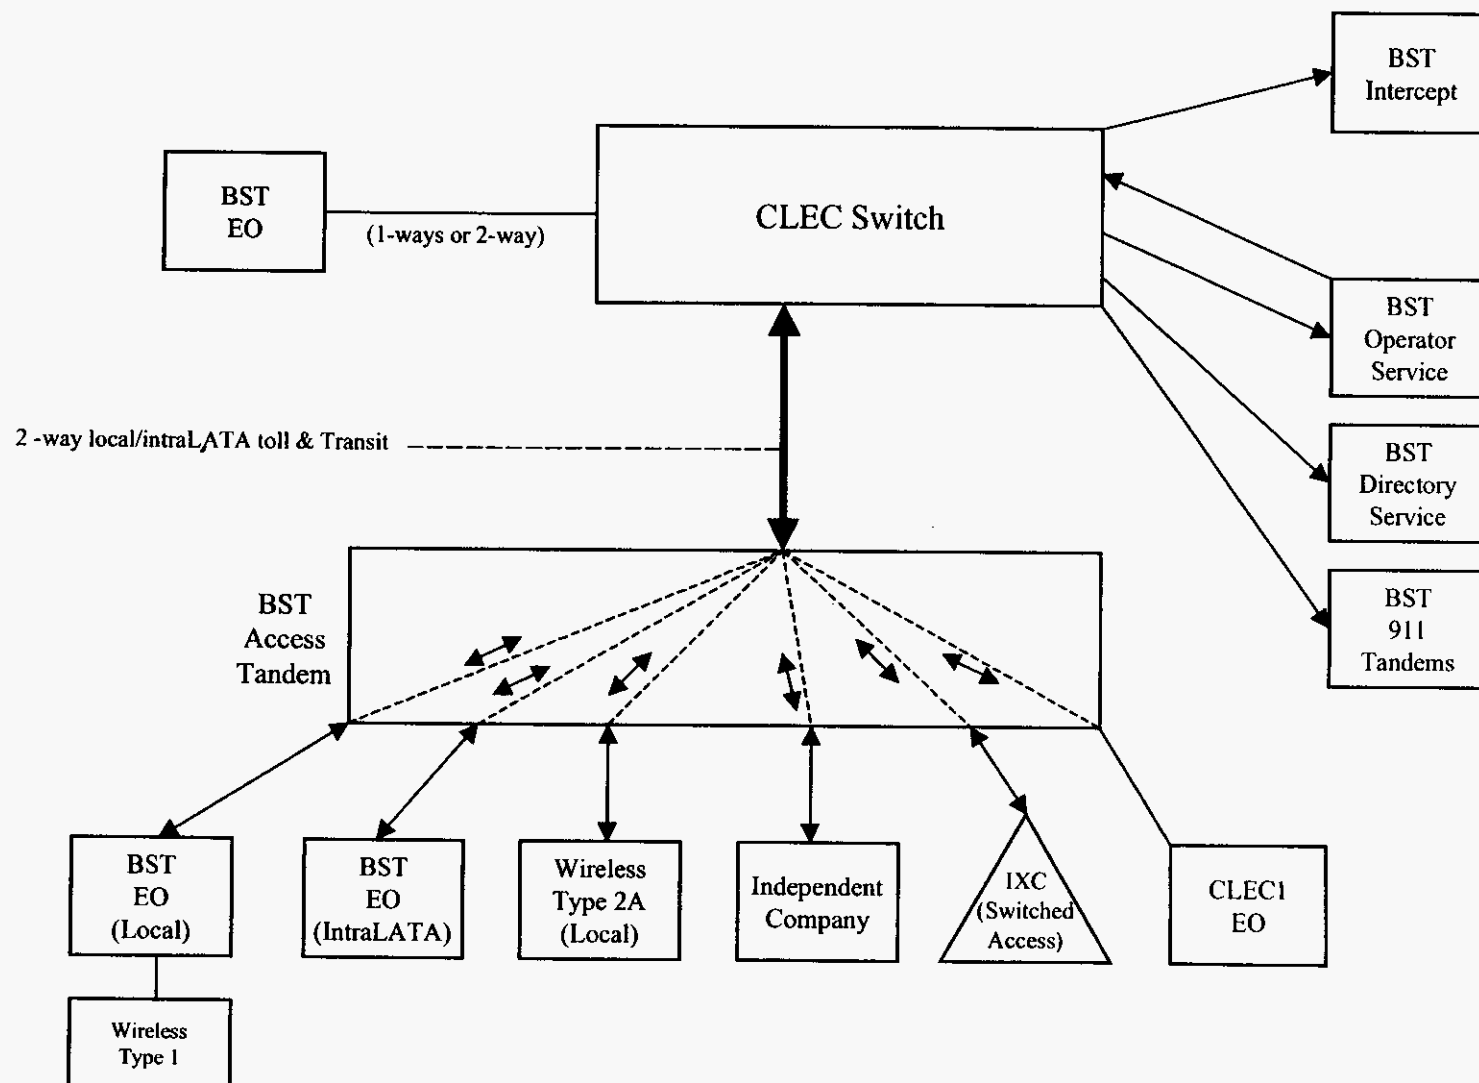 BST
Intercept
BST
EO
(1-ways or 2-way)
CLEC Switch
BST
Operator
Service
2 -way local/intraLATA toll & Transit
BST
Directory
Service
BST
911
Tandems
BST
Access
Tandem
BST
EO
(Local)
BST
EO
(IntraLATA)
Wireless
Type 2A
(Local)
Independent
Company
IXC
(Switched
Access)
CLEC1
EO
Wireless
Type 1